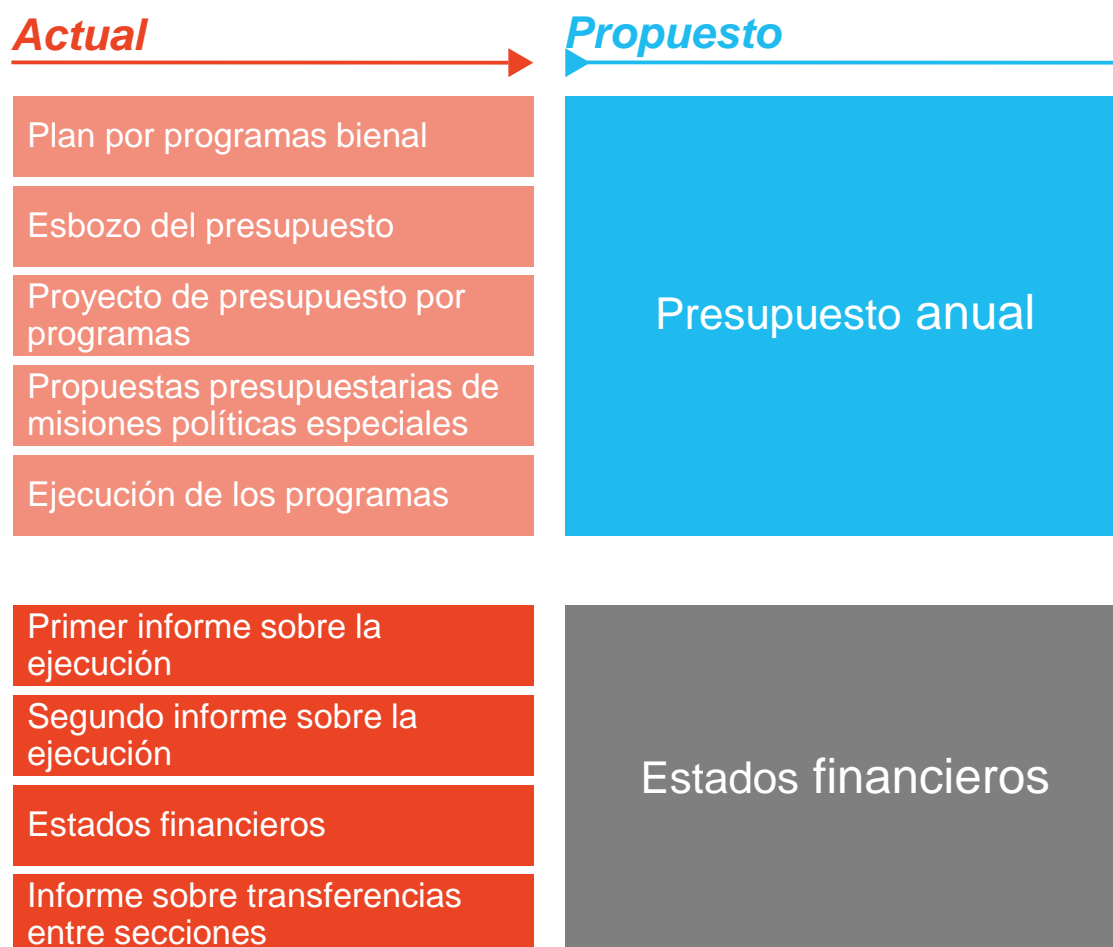 Actual
Propuesto
Plan por programas bienal
Esbozo del presupuesto
Proyecto de presupuesto por
programas
Propuestas presupuestarias de
misiones políticas especiales
Ejecución de los programas
Presupuesto anual
Primer informe sobre la
ejecución
Segundo informe sobre la
ejecución
Estados financieros
Informe sobre transferencias
entre secciones
Estados financieros